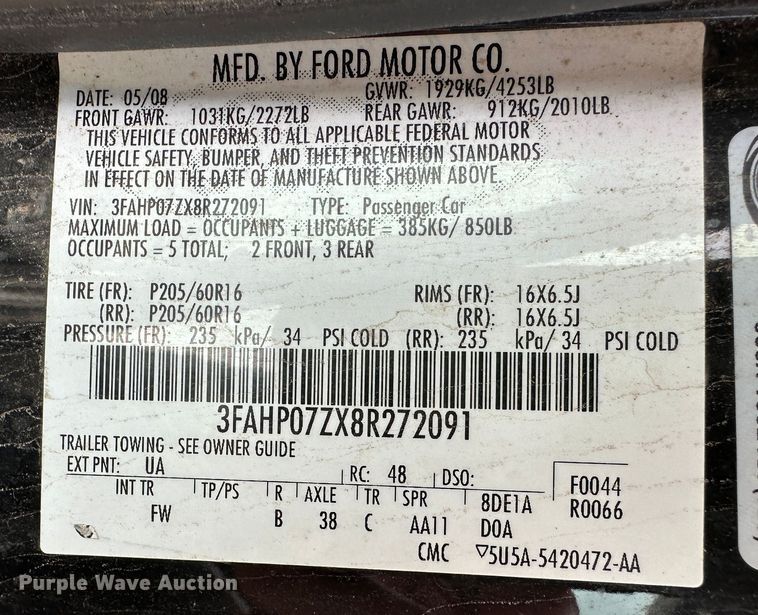 MFD. BY FORD MOTOR CO.
DATE: 05/08 GVWR: 1929KG/4253LB
FRONT GAWR: 1031KG/2272LB REAR GAWR: 912KG/2010LB
THIS VEHICLE CONFORMS TO ALL APPLICABLE FEDERAL MOTOR
VEHICLE SAFETY, BUMPER, AND THEFT PREVENTION STANDARDS
IN EFFECT ON THE DATE OF MANUFACTURE SHOWN ABOVE.
VIN: 3FAHP07ZX8R272091 TYPE: Passenger Car
MAXIMUM LOAD = OCCUPANTS + LUGGAGE = 385KG/ 850LB
OCCUPANTS = 5 TOTAL; 2 FRONT, 3 REAR
TIRE (FR): P205/60R16 RIMS (FR): 16X6.5J
(RR): P205/60R16 (RR): 16X6.5J
PRESSURE (FR): 235 kPa/ 34 PSI COLD (RR): 235 kPa/ 34 PSI COLD
3FAHP07ZX8R272091
TRAILER TOWING - SEE OWNER GUIDE
EXT PNT: UA RC: 48 DSO: F0044
INT TR TP/PS R AXLE TR SPR 8DE1A R0066
FW B 38 C AA11 D0A
CMC ▽5U5A-5420472-AA
Purple Wave Auction